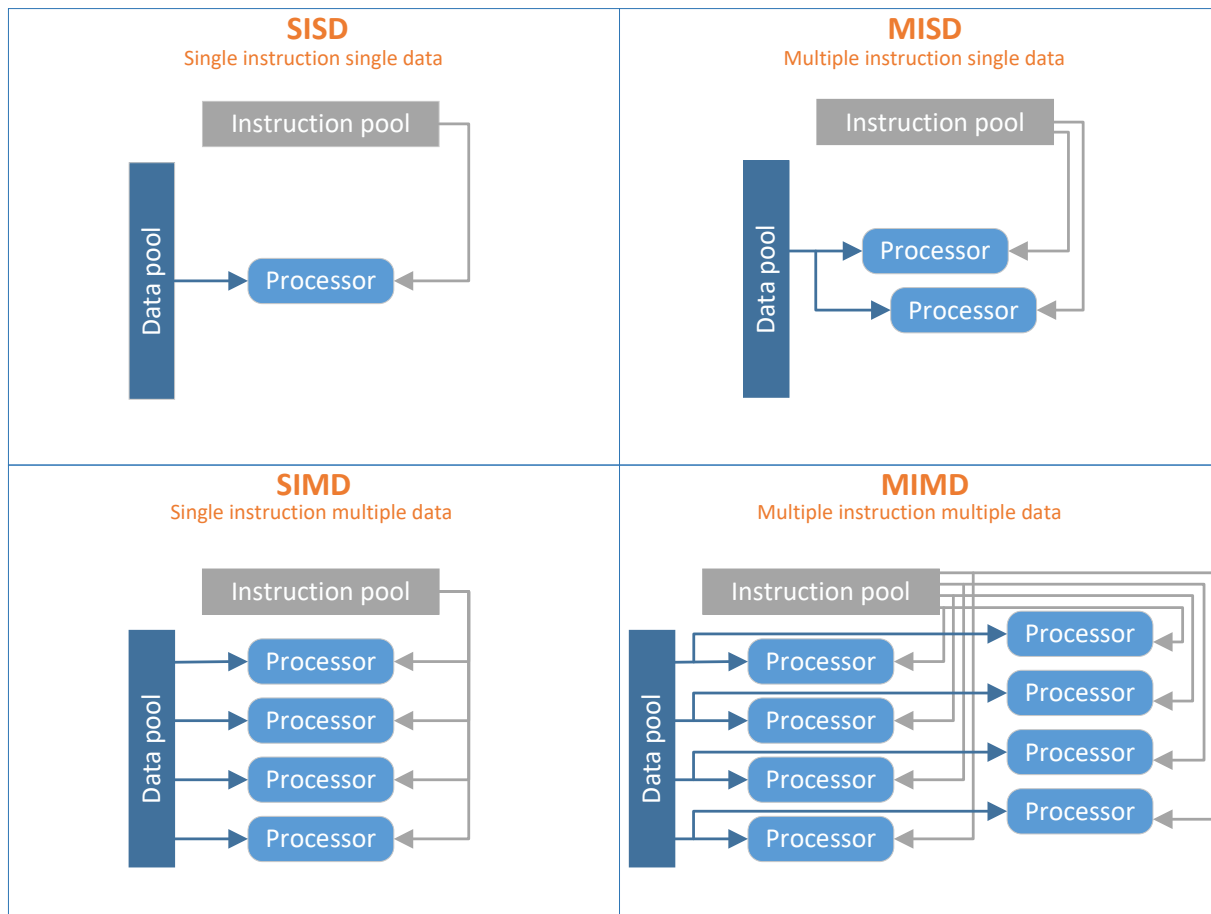 SISD
Single instruction single data
Instruction pool
Data pool
Processor
MISD
Multiple instruction single data
Instruction pool
Data pool
Processor
Processor
SIMD
Single instruction multiple data
Instruction pool
Data pool
Processor
Processor
Processor
Processor
MIMD
Multiple instruction multiple data
Instruction pool
Data pool
Processor
Processor
Processor
Processor
Processor
Processor
Processor
Processor